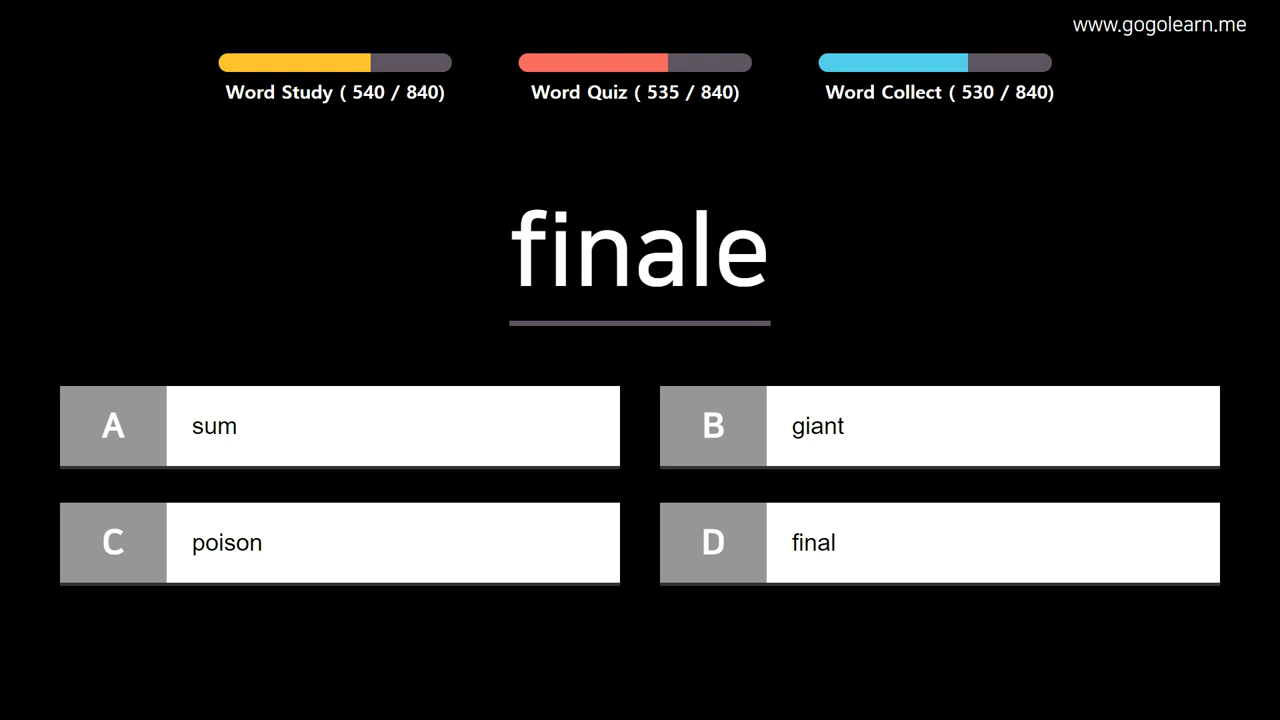 www.gogolearn.me
Word Study ( 540 / 840)
Word Quiz ( 535 / 840)
Word Collect ( 530 / 840)
finale
A sum
B giant
C poison
D final